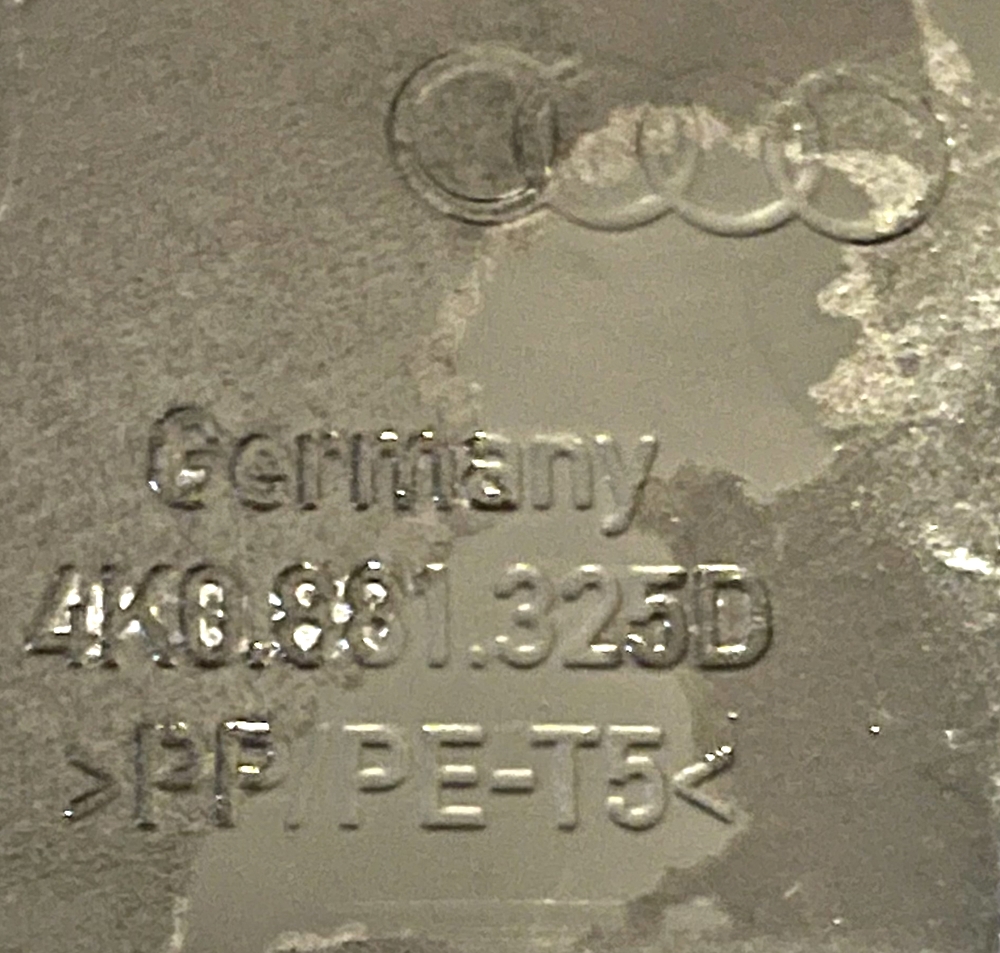 Germany
4K0.881.325D
>PP/PE-T5<